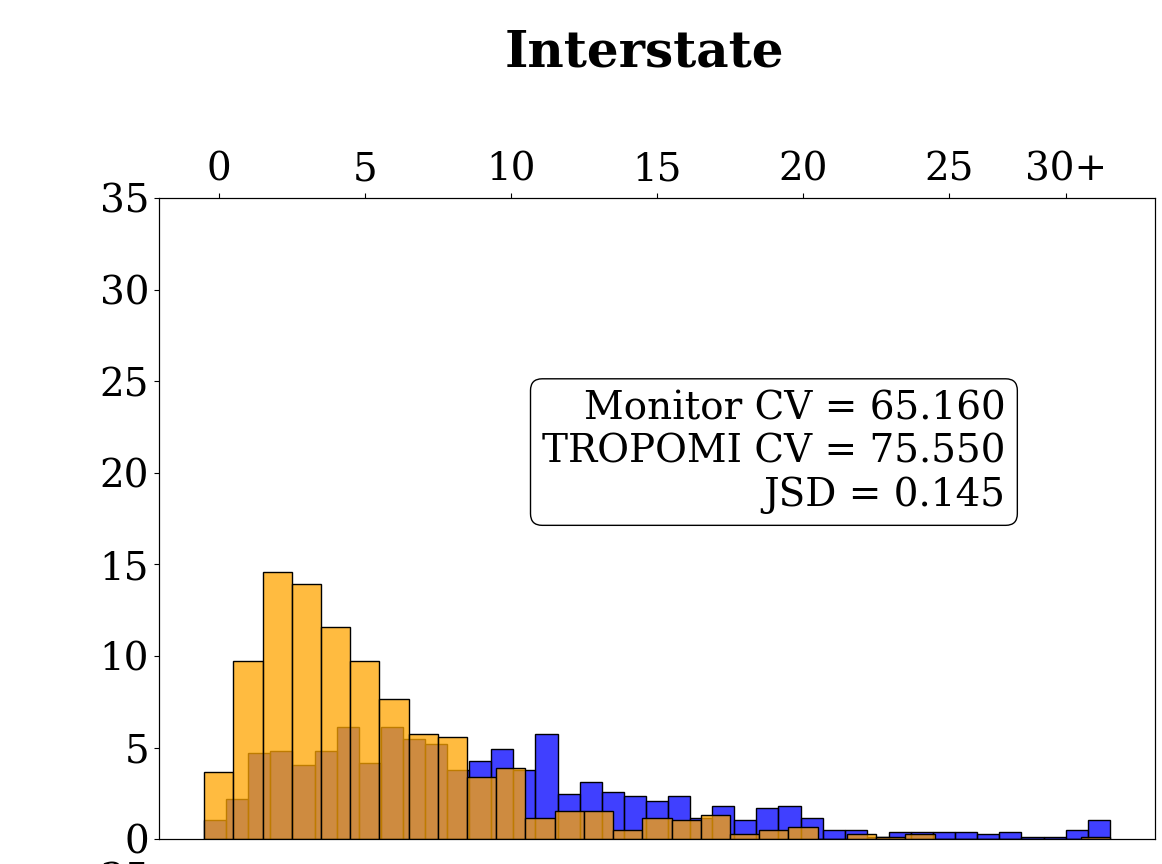 Interstate
0 5 10 15 20 25 30+
35
30
25
20
15
10
5
0
Monitor CV = 65.160
TROPOMI CV = 75.550
JSD = 0.145